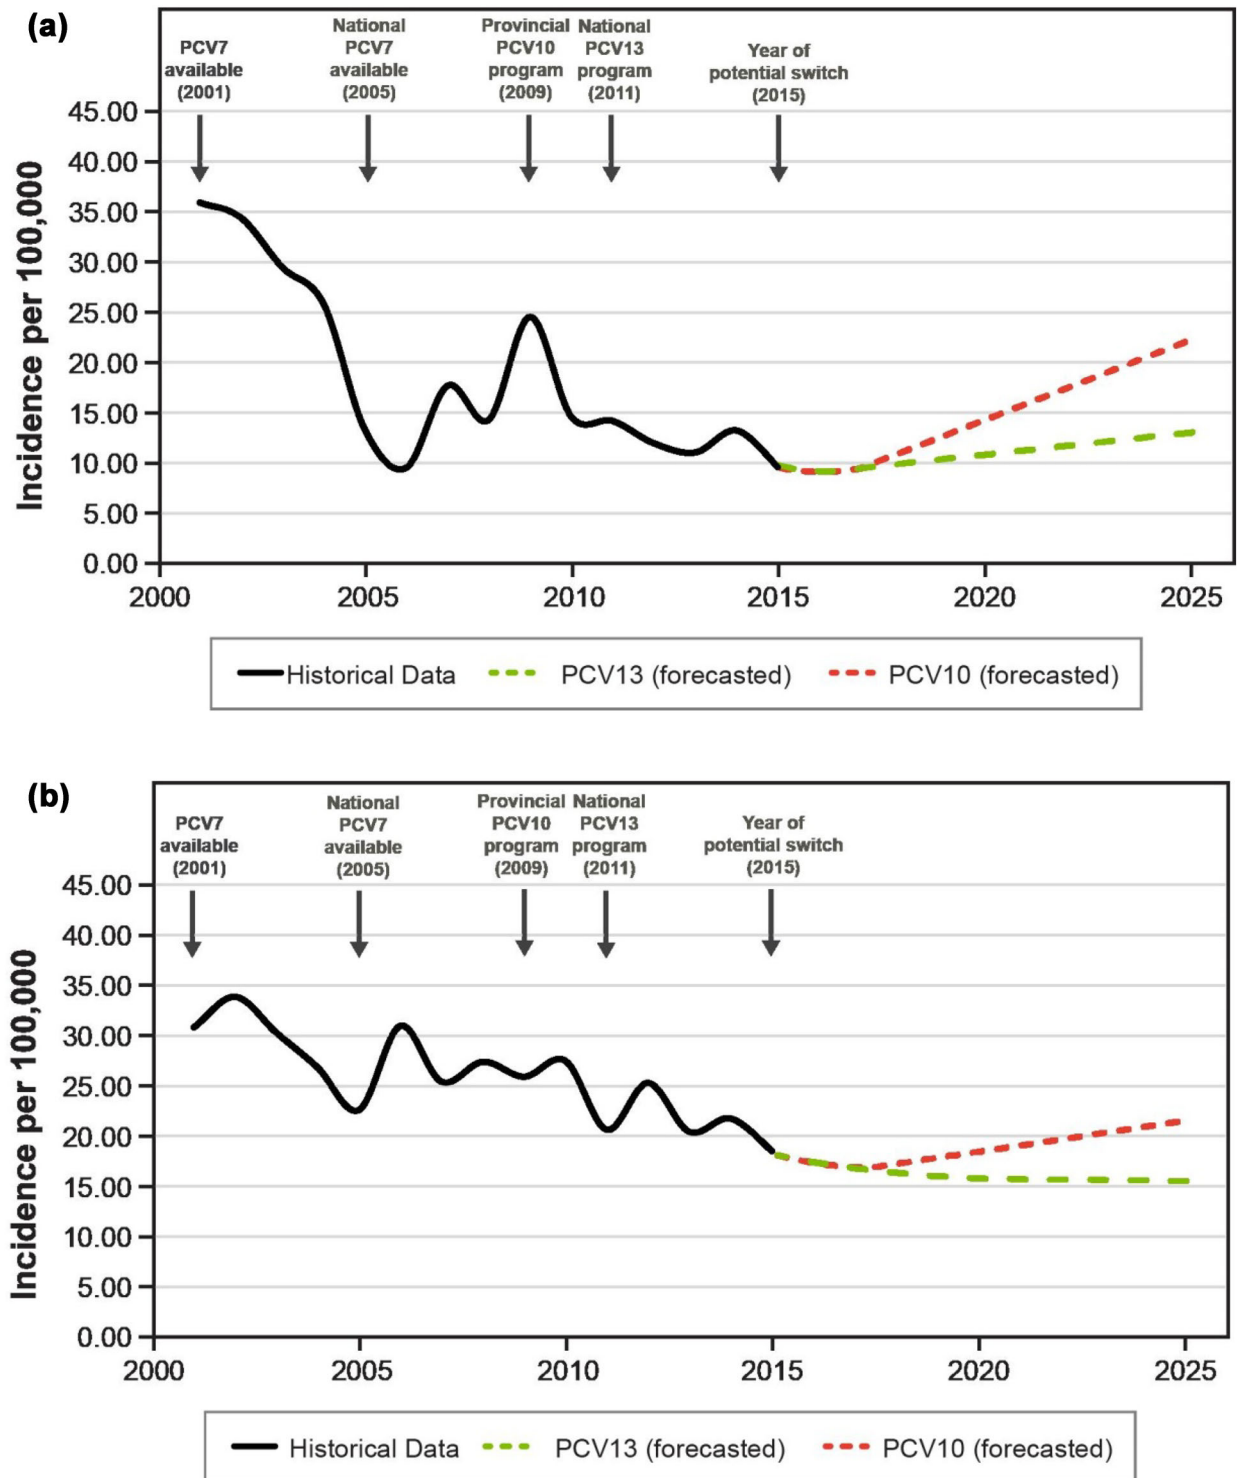 (a)
PCV7
available
(2001)
National
PCV7
available
(2005)
Provincial
PCV10
program
(2009)
National
PCV13
program
(2011)
Year of
potential switch
(2015)
Incidence per 100,000
45.00
40.00
35.00
30.00
25.00
20.00
15.00
10.00
5.00
0.00
2000
2005
2010
2015
2020
2025
Historical Data
PCV13 (forecasted)
PCV10 (forecasted)
(b)
PCV7
available
(2001)
National
PCV7
available
(2005)
Provincial
PCV10
program
(2009)
National
PCV13
program
(2011)
Year of
potential switch
(2015)
Incidence per 100,000
45.00
40.00
35.00
30.00
25.00
20.00
15.00
10.00
5.00
0.00
2000
2005
2010
2015
2020
2025
Historical Data
PCV13 (forecasted)
PCV10 (forecasted)